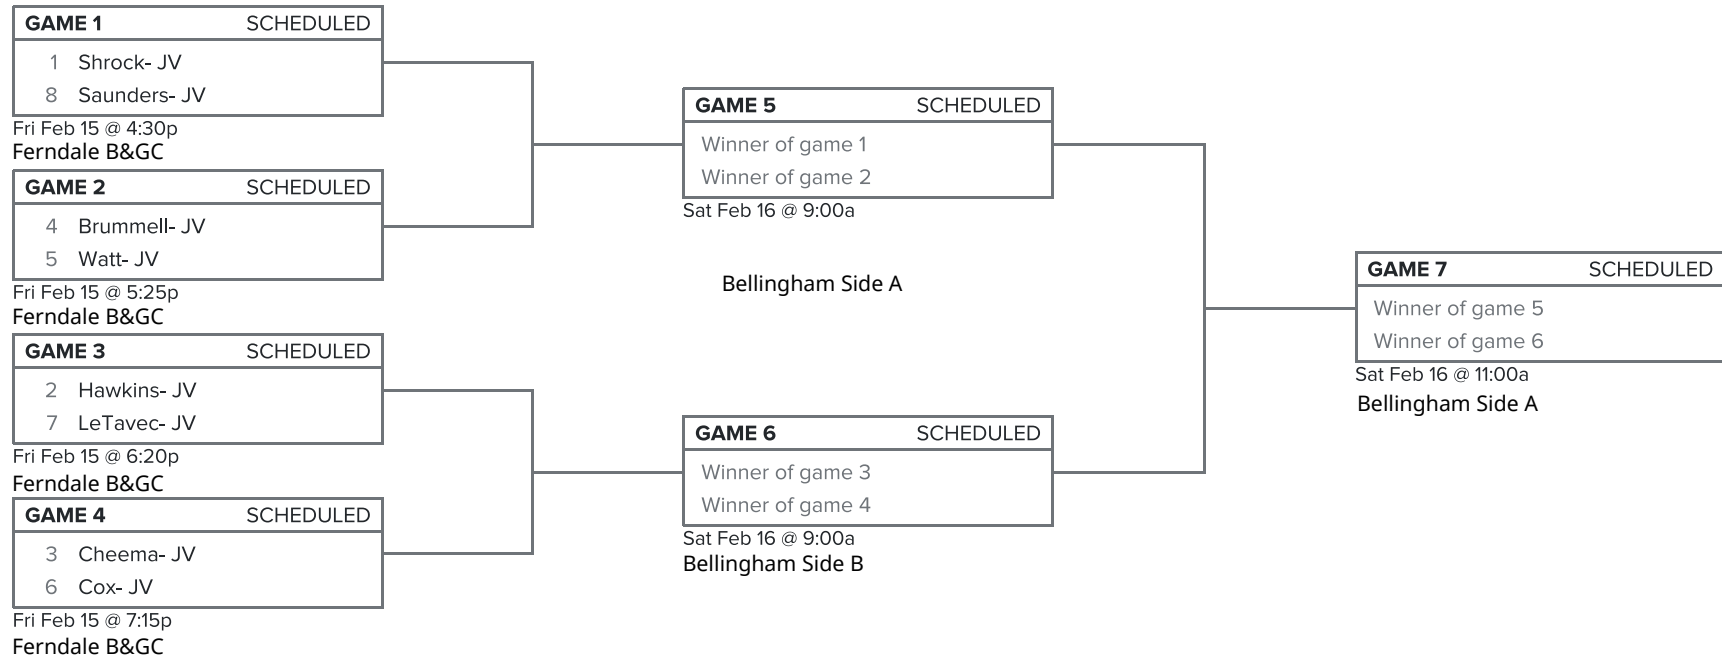 GAME 1 SCHEDULED
1 Shrock- JV
8 Saunders- JV
Fri Feb 15 @ 4:30p
Ferndale B&GC
GAME 2 SCHEDULED
4 Brummell- JV
5 Watt- JV
Fri Feb 15 @ 5:25p
Ferndale B&GC
GAME 3 SCHEDULED
2 Hawkins- JV
7 LeTavec- JV
Fri Feb 15 @ 6:20p
Ferndale B&GC
GAME 4 SCHEDULED
3 Cheema- JV
6 Cox- JV
Fri Feb 15 @ 7:15p
Ferndale B&GC
GAME 5 SCHEDULED
Winner of game 1
Winner of game 2
Sat Feb 16 @ 9:00a
Bellingham Side A
GAME 6 SCHEDULED
Winner of game 3
Winner of game 4
Sat Feb 16 @ 9:00a
Bellingham Side B
GAME 7 SCHEDULED
Winner of game 5
Winner of game 6
Sat Feb 16 @ 11:00a
Bellingham Side A